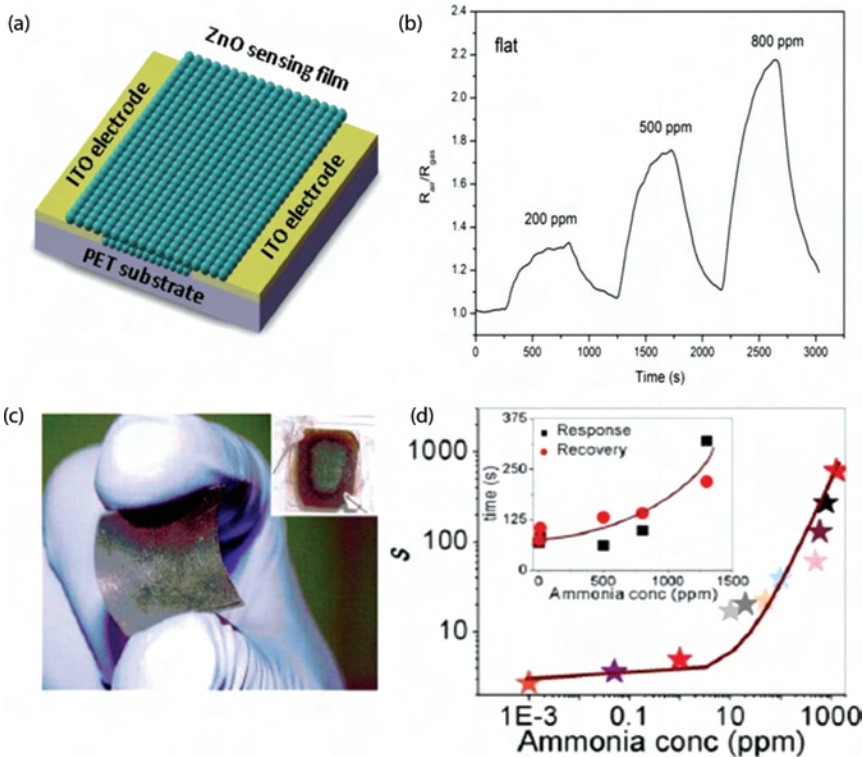 (a)
ZnO sensing film
ITO electrode
ITO electrode
PET substrate
(b)
flat
200 ppm
500 ppm
800 ppm
R_air/R_gas
2.4
2.2
2.0
1.8
1.6
1.4
1.2
1.0
0 500 1000 1500 2000 2500 3000
Time (s)
(c)
(d)
S
1000
100
10
1E-3 0.1 10 1000
Ammonia conc (ppm)
Response
Recovery
time (s)
375
250
125
0
0 500 1000 1500
Ammonia conc (ppm)